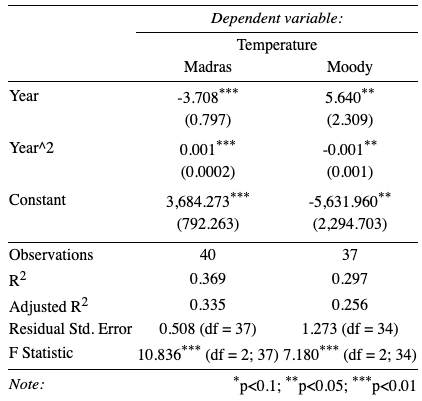 Dependent variable:
Temperature
Madras Moody
Year -3.708*** 5.640**
(0.797) (2.309)
Year^2 0.001*** -0.001**
(0.0002) (0.001)
Constant 3,684.273*** -5,631.960**
(792.263) (2,294.703)
Observations 40 37
R2 0.369 0.297
Adjusted R2 0.335 0.256
Residual Std. Error 0.508 (df = 37) 1.273 (df = 34)
F Statistic 10.836*** (df = 2; 37) 7.180*** (df = 2; 34)
Note: *p<0.1; **p<0.05; ***p<0.01